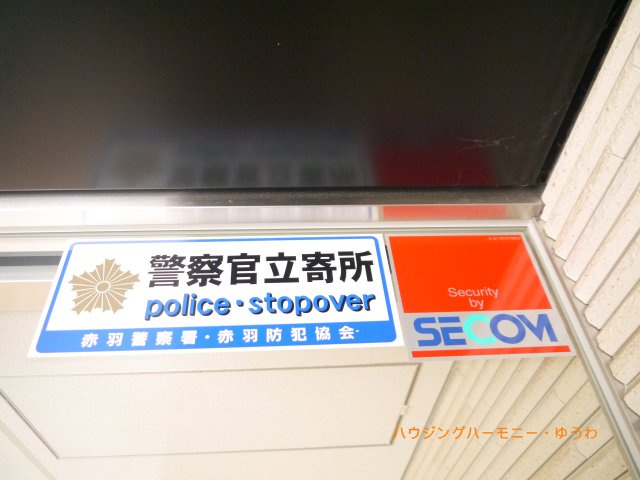 警察官立寄所
police・stopover
赤羽警察署・赤羽防犯協会
Security
by
SECOM
ハウジングハーモニー・ゆうわ